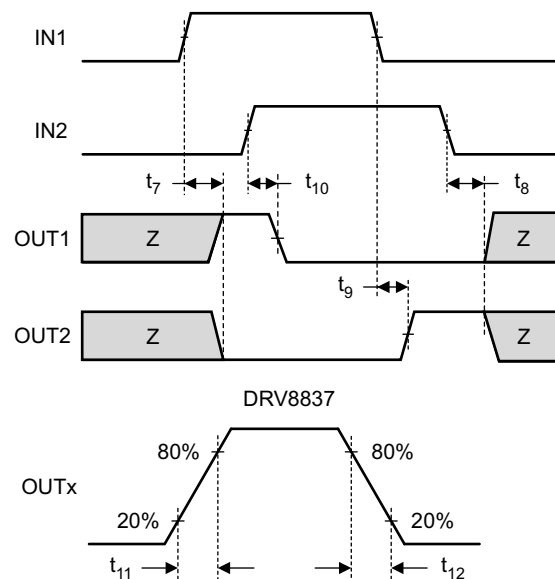 IN1
IN2
t7
t10
t8
OUT1
Z
Z
t9
OUT2
Z
Z
DRV8837
80%
80%
OUTx
20%
20%
t11
t12